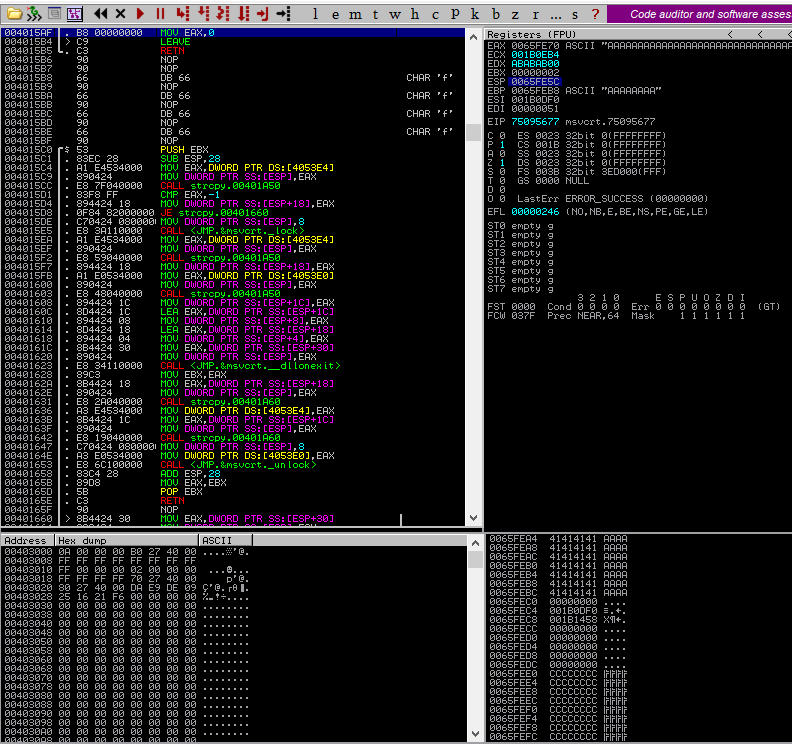 l e m t w h c p k b z r ... s ? Code auditor and software asses
004015AF . B8 00000000 MOV EAX,0
004015B4 > C9 LEAVE
004015B5 . C3 RETN
004015B6 90 NOP
004015B7 90 NOP
004015B8 66 DB 66 CHAR 'f'
004015B9 90 NOP
004015BA 66 DB 66 CHAR 'f'
004015BB 90 NOP
004015BC 66 DB 66 CHAR 'f'
004015BD 90 NOP
004015BE 66 DB 66 CHAR 'f'
004015BF 90 NOP
004015C0 $ 53 PUSH EBX
004015C1 . 83EC 28 SUB ESP,28
004015C4 . A1 E4534000 MOV EAX,DWORD PTR DS:[4053E4]
004015C9 . 890424 MOV DWORD PTR SS:[ESP],EAX
004015CC . E8 7F040000 CALL strcpy.00401A50
004015D1 . 83F8 FF CMP EAX,-1
004015D4 . 894424 18 MOV DWORD PTR SS:[ESP+18],EAX
004015D8 . 0F84 82000000 JE strcpy.00401660
004015DE . C70424 0800000 MOV DWORD PTR SS:[ESP],8
004015E5 . E8 3A110000 CALL <JMP.&msvcrt._lock>
004015EA . A1 E4534000 MOV EAX,DWORD PTR DS:[4053E4]
004015EF . 890424 MOV DWORD PTR SS:[ESP],EAX
004015F2 . E8 59040000 CALL strcpy.00401A50
004015F7 . 894424 18 MOV DWORD PTR SS:[ESP+18],EAX
004015FB . A1 E0534000 MOV EAX,DWORD PTR DS:[4053E0]
00401600 . 890424 MOV DWORD PTR SS:[ESP],EAX
00401603 . E8 48040000 CALL strcpy.00401A50
00401608 . 894424 1C MOV DWORD PTR SS:[ESP+1C],EAX
0040160C . 8D4424 1C LEA EAX,DWORD PTR SS:[ESP+1C]
00401610 . 894424 08 MOV DWORD PTR SS:[ESP+8],EAX
00401614 . 8D4424 18 LEA EAX,DWORD PTR SS:[ESP+18]
00401618 . 894424 04 MOV DWORD PTR SS:[ESP+4],EAX
0040161C . 8B4424 30 MOV EAX,DWORD PTR SS:[ESP+30]
00401620 . 890424 MOV DWORD PTR SS:[ESP],EAX
00401623 . E8 34110000 CALL <JMP.&msvcrt.__dllonexit>
00401628 . 89C3 MOV EBX,EAX
0040162A . 8B4424 18 MOV EAX,DWORD PTR SS:[ESP+18]
0040162E . 890424 MOV DWORD PTR SS:[ESP],EAX
00401631 . E8 2A040000 CALL strcpy.00401A60
00401636 . A3 E4534000 MOV DWORD PTR DS:[4053E4],EAX
0040163B . 8B4424 1C MOV EAX,DWORD PTR SS:[ESP+1C]
0040163F . 890424 MOV DWORD PTR SS:[ESP],EAX
00401642 . E8 19040000 CALL strcpy.00401A60
00401647 . C70424 0800000 MOV DWORD PTR SS:[ESP],8
0040164E . A3 E0534000 MOV DWORD PTR DS:[4053E0],EAX
00401653 . E8 6C100000 CALL <JMP.&msvcrt._unlock>
00401658 . 83C4 28 ADD ESP,28
0040165B . 89D8 MOV EAX,EBX
0040165D . 5B POP EBX
0040165E . C3 RETN
0040165F 90 NOP
00401660 > 8B4424 30 MOV EAX,DWORD PTR SS:[ESP+30]
Registers (FPU) < < <
EAX 0065FE70 ASCII "AAAAAAAAAAAAAAAAAAAAAAAAAAAA
ECX 001B0EB4
EDX ABABAB00
EBX 00000002
ESP 0065FE5C
EBP 0065FEB8 ASCII "AAAAAAAA"
ESI 001B0DF0
EDI 00000051
EIP 75095677 msvcrt.75095677
C 0 ES 0023 32bit 0(FFFFFFFF)
P 1 CS 001B 32bit 0(FFFFFFFF)
A 0 SS 0023 32bit 0(FFFFFFFF)
Z 1 DS 0023 32bit 0(FFFFFFFF)
S 0 FS 003B 32bit 3ED000(FFF)
T 0 GS 0000 NULL
D 0
O 0 LastErr ERROR_SUCCESS (00000000)
EFL 00000246 (NO,NB,E,BE,NS,PE,GE,LE)
ST0 empty g
ST1 empty g
ST2 empty g
ST3 empty g
ST4 empty g
ST5 empty g
ST6 empty g
ST7 empty g
3 2 1 0 E S P U O Z D I
FST 0000 Cond 0 0 0 0 Err 0 0 0 0 0 0 0 0 (GT)
FCW 037F Prec NEAR,64 Mask 1 1 1 1 1 1
Address Hex dump ASCII
00403000 0A 00 00 00 B0 27 40 00
00403008 FF FF FF FF FF FF FF FF
00403010 FF 00 00 00 02 00 00 00
00403018 FF FF FF FF 70 27 40 00
00403020 80 27 40 00 DA E9 DE 09
00403028 25 16 21 F6 00 00 00 00
00403030 00 00 00 00 00 00 00 00 ........
00403038 00 00 00 00 00 00 00 00 ........
00403040 00 00 00 00 00 00 00 00 ........
00403048 00 00 00 00 00 00 00 00 ........
00403050 00 00 00 00 00 00 00 00 ........
00403058 00 00 00 00 00 00 00 00 ........
00403060 00 00 00 00 00 00 00 00 ........
00403068 00 00 00 00 00 00 00 00 ........
00403070 00 00 00 00 00 00 00 00 ........
00403078 00 00 00 00 00 00 00 00 ........
00403080 00 00 00 00 00 00 00 00 ........
00403088 00 00 00 00 00 00 00 00 ........
00403090 00 00 00 00 00 00 00 00 ........
00403098 00 00 00 00 00 00 00 00 ........
004030A0 00 00 00 00 00 00 00 00 ........
004030A8 00 00 00 00 00 00 00 00 ........
0065FEA4 41414141 AAAA
0065FEA8 41414141 AAAA
0065FEAC 41414141 AAAA
0065FEB0 41414141 AAAA
0065FEB4 41414141 AAAA
0065FEB8 41414141 AAAA
0065FEBC 41414141 AAAA
0065FEC0 00000000 ....
0065FEC4 001B0DF0
0065FEC8 001B1458
0065FECC 00000000 ....
0065FED0 00000000 ....
0065FED4 00000000 ....
0065FED8 00000000 ....
0065FEDC 00000000 ....
0065FEE0 CCCCCCCC ╠╠╠╠
0065FEE4 CCCCCCCC ╠╠╠╠
0065FEE8 CCCCCCCC ╠╠╠╠
0065FEEC CCCCCCCC ╠╠╠╠
0065FEF0 CCCCCCCC ╠╠╠╠
0065FEF4 CCCCCCCC ╠╠╠╠
0065FEF8 CCCCCCCC ╠╠╠╠
0065FEFC CCCCCCCC ╠╠╠╠